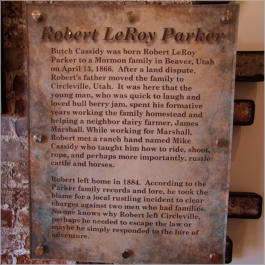 Robert LeRoy Parker
Butch Cassidy was born Robert LeRoy
Parker to a Mormon family in Beaver, Utah
on April 13, 1866. After a land dispute,
Robert's father moved the family to
Circleville, Utah. It was here that the
young man, who was quick to laugh and
loved bull berry jam, spent his formative
years working the family homestead and
helping a neighbor dairy farmer, James
Marshall. While working for Marshall,
Robert met a ranch hand named Mike
Cassidy who taught him how to ride, shoot,
rope, and perhaps more importantly, rustle
cattle and horses.
Robert left home in 1884. According to the
Parker family records and lore, he took the
blame for a local rustling incident to clear
charges against two men who had families.
No one knows why Robert left Circleville,
perhaps he needed to escape the law or
maybe he simply responded to the lure of
adventure.